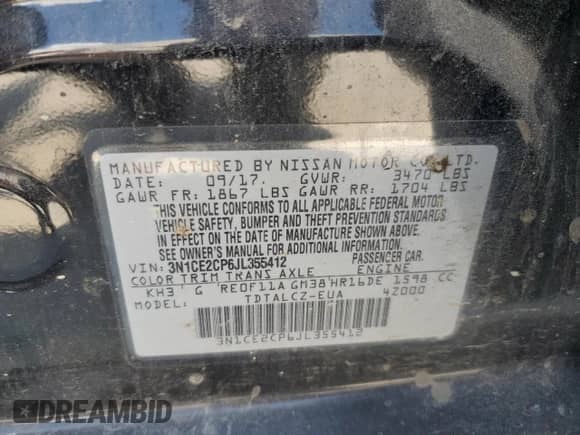 MANUFACTURED BY NISSAN MOTOR CO., LTD.
DATE: 09/17. GVWR: 3470 LBS
GAWR FR: 1867 LBS GAWR RR: 1704 LBS
THIS VEHICLE CONFORMS TO ALL APPLICABLE FEDERAL MOTOR
VEHICLE SAFETY, BUMPER AND THEFT PREVENTION STANDARDS
IN EFFECT ON THE DATE OF MANUFACTURE SHOWN ABOVE.
SEE OWNER'S MANUAL FOR ADDITIONAL INFORMATION.
VIN: 3N1CE2CP6JL355412 PASSENGER CAR
COLOR TRIM TRANS AXLE ENGINE
KH3 G RE0F11A GM38 HR16DE 1598 CC
MODEL: TDTALCZ-EUA 4Z000
3N1CE2CP6JL355412
DREAMBID